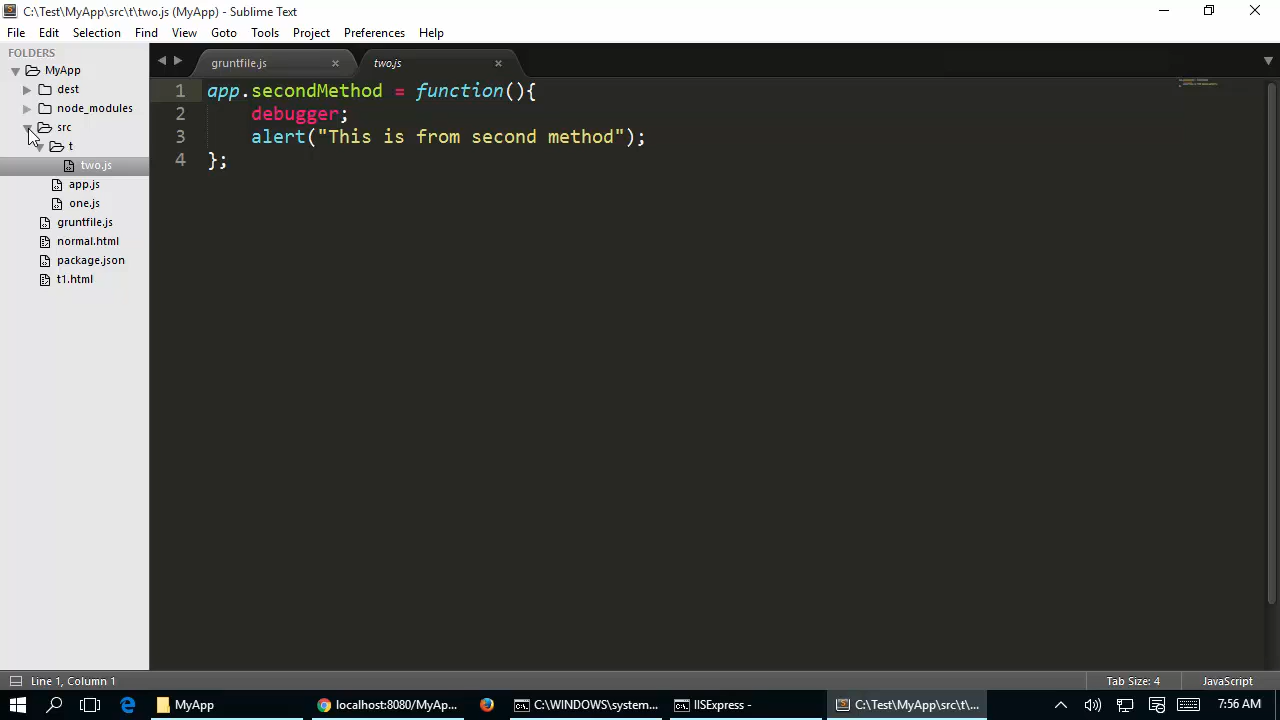 C:\Test\MyApp\src\t\two.js (MyApp) - Sublime Text
File Edit Selection Find View Goto Tools Project Preferences Help
FOLDERS
MyApp
dest
node_modules
src
t
two.js
app.js
one.js
gruntfile.js
normal.html
package.json
t1.html
gruntfile.js
two.js
1 app.secondMethod = function(){
2 debugger;
3 alert("This is from second method");
4 };
Line 1, Column 1
Tab Size: 4
JavaScript
MyApp
localhost:8080/MyAp...
C:\WINDOWS\system...
IISExpress -
C:\Test\MyApp\src\t\...
7:56 AM